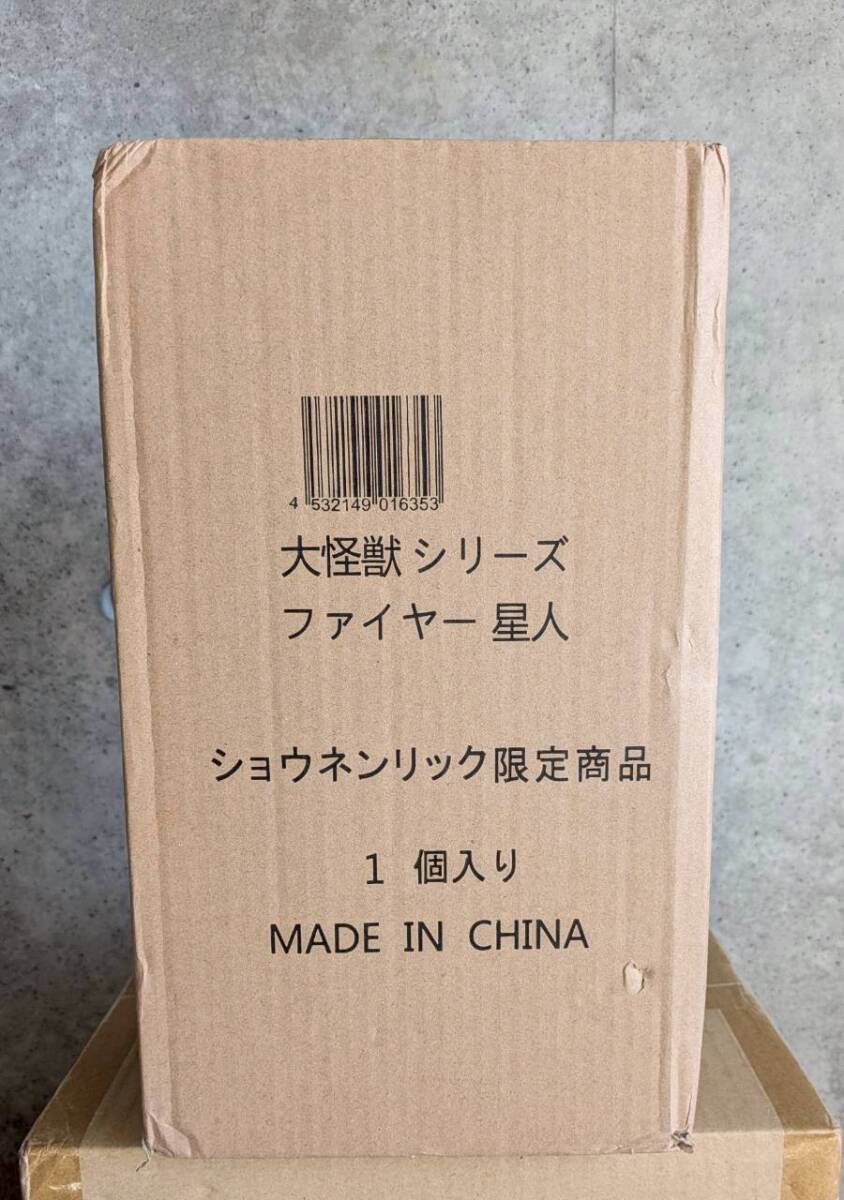 4 532149 016353
大怪獣 シリーズ
ファイヤー 星人
ショウネンリック限定商品
1 個入り
MADE IN CHINA